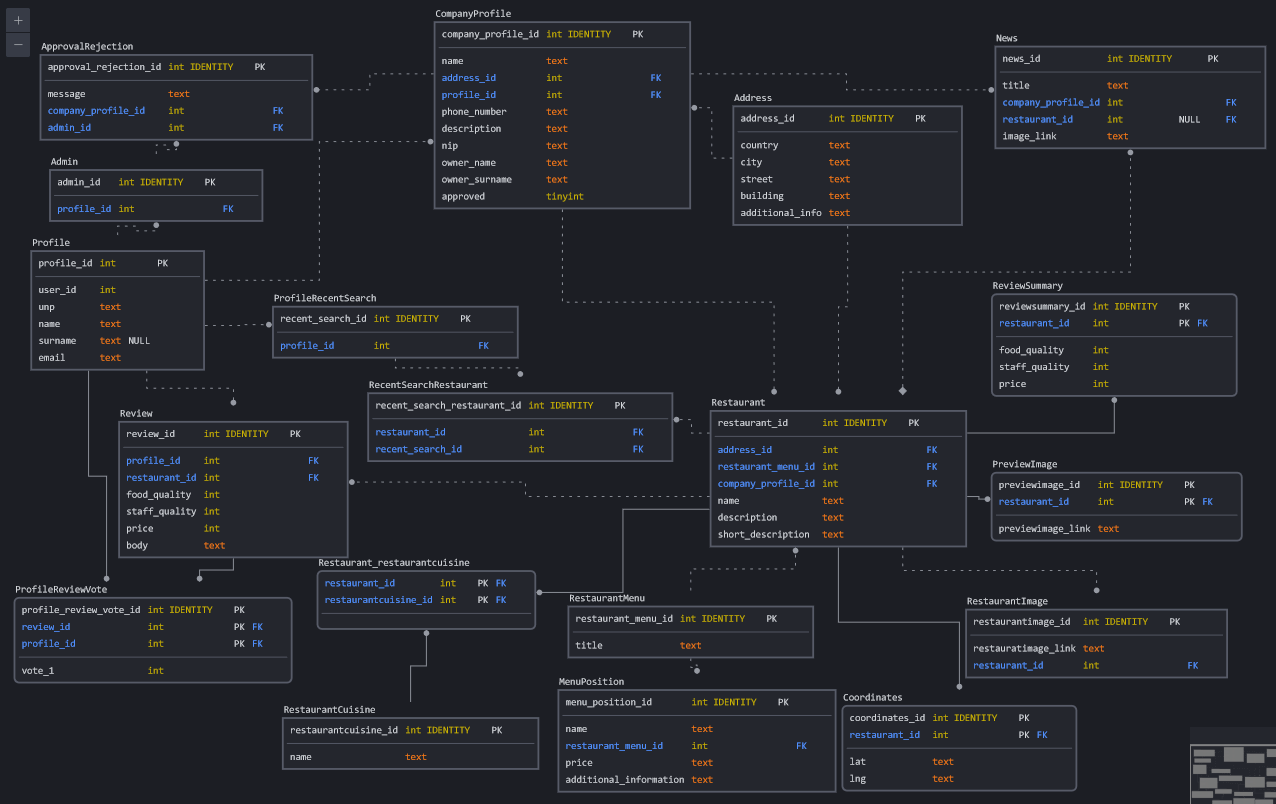 +
−
ApprovalRejection
approval_rejection_id int IDENTITY PK
message text
company_profile_id int FK
admin_id int FK
CompanyProfile
company_profile_id int IDENTITY PK
name text
address_id int FK
profile_id int FK
phone_number text
description text
nip text
owner_name text
owner_surname text
approved tinyint
Address
address_id int IDENTITY PK
country text
city text
street text
building text
additional_info text
News
news_id int IDENTITY PK
title text
company_profile_id int FK
restaurant_id int NULL FK
image_link text
Admin
admin_id int IDENTITY PK
profile_id int FK
Profile
profile_id int PK
user_id int
unp text
name text
surname text NULL
email text
ProfileRecentSearch
recent_search_id int IDENTITY PK
profile_id int FK
RecentSearchRestaurant
recent_search_restaurant_id int IDENTITY PK
restaurant_id int FK
recent_search_id int FK
ReviewSummary
reviewsummary_id int IDENTITY PK
restaurant_id int PK FK
food_quality int
staff_quality int
price int
Review
review_id int IDENTITY PK
profile_id int FK
restaurant_id int FK
food_quality int
staff_quality int
price int
body text
Restaurant
restaurant_id int IDENTITY PK
address_id int FK
restaurant_menu_id int FK
company_profile_id int FK
name text
description text
short_description text
PreviewImage
previewimage_id int IDENTITY PK
restaurant_id int PK FK
previewimage_link text
ProfileReviewVote
profile_review_vote_id int IDENTITY PK
review_id int PK FK
profile_id int PK FK
vote_1 int
Restaurant_restaurantcuisine
restaurant_id int PK FK
restaurantcuisine_id int PK FK
RestaurantMenu
restaurant_menu_id int IDENTITY PK
title text
RestaurantImage
restaurantimage_id int IDENTITY PK
restauratimage_link text
restaurant_id int FK
RestaurantCuisine
restaurantcuisine_id int IDENTITY PK
name text
MenuPosition
menu_position_id int IDENTITY PK
name text
restaurant_menu_id int FK
price text
additional_information text
Coordinates
coordinates_id int IDENTITY PK
restaurant_id int PK FK
lat text
lng text